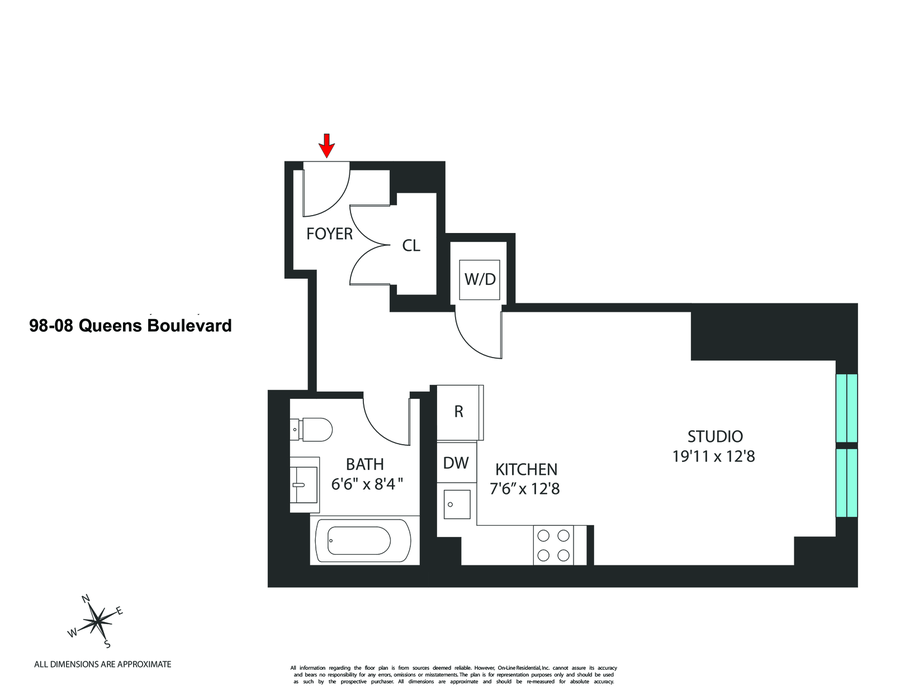 FOYER
CL
W/D
98-08 Queens Boulevard
R
DW
STUDIO
19'11 x 12'8
KITCHEN
7'6” x 12'8
BATH
6'6" x 8'4"
N
E
W
S
ALL DIMENSIONS ARE APPROXIMATE
All information regarding the floor plan is from sources deemed reliable. However, On-Line Residential, Inc. cannot assure its accuracy
and bears no responsibility for any errors, omissions or misstatements. The plan is for representation purposes only and should be used
as such by the prospective purchaser. All dimensions are approximate and should be re-measured for absolute accuracy.